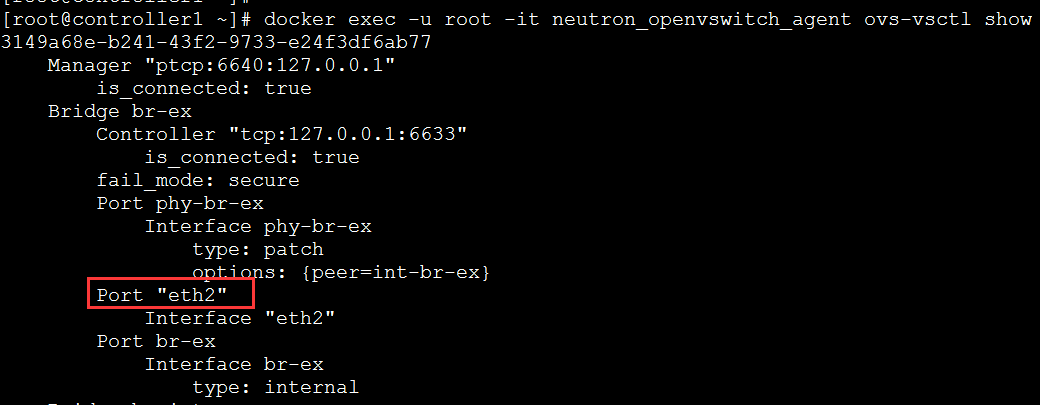 [root@controller1 ~]#
[root@controller1 ~]# docker exec -u root -it neutron_openvswitch_agent ovs-vsctl show
3149a68e-b241-43f2-9733-e24f3df6ab77
    Manager "ptcp:6640:127.0.0.1"
        is_connected: true
    Bridge br-ex
        Controller "tcp:127.0.0.1:6633"
            is_connected: true
        fail_mode: secure
        Port phy-br-ex
            Interface phy-br-ex
                type: patch
                options: {peer=int-br-ex}
        Port "eth2"
            Interface "eth2"
        Port br-ex
            Interface br-ex
                type: internal